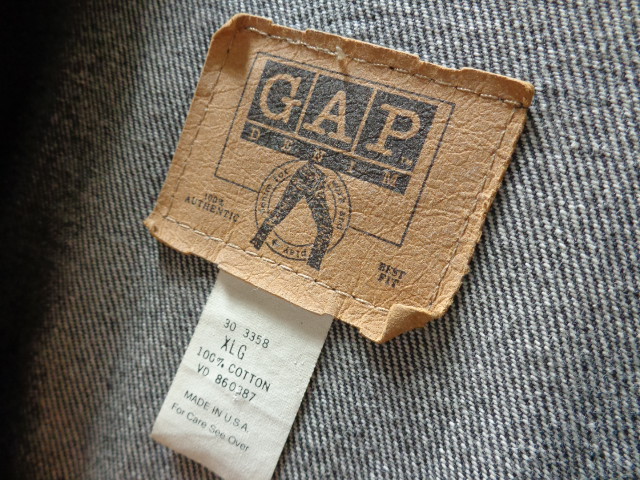 GAP
DENIM
100%
AUTHENTIC
BEST
FIT
30 3358
XLG
100% COTTON
VD 860387
MADE IN U.S.A.
For Care See Over